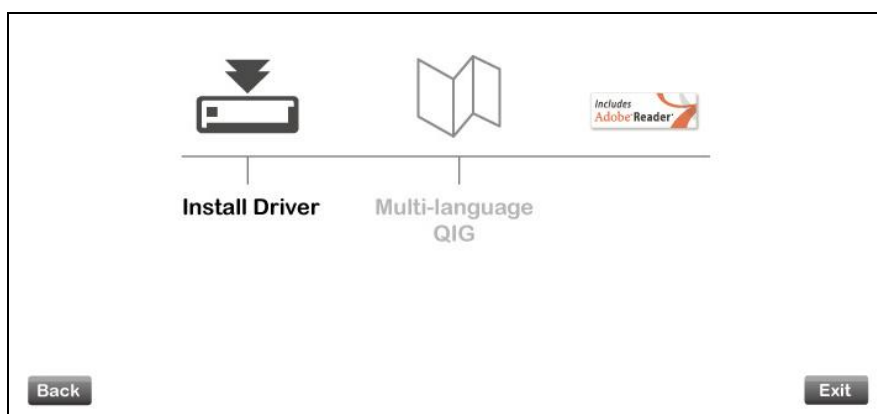 Includes
Adobe Reader
Install Driver
Multi-language
QIG
Back
Exit